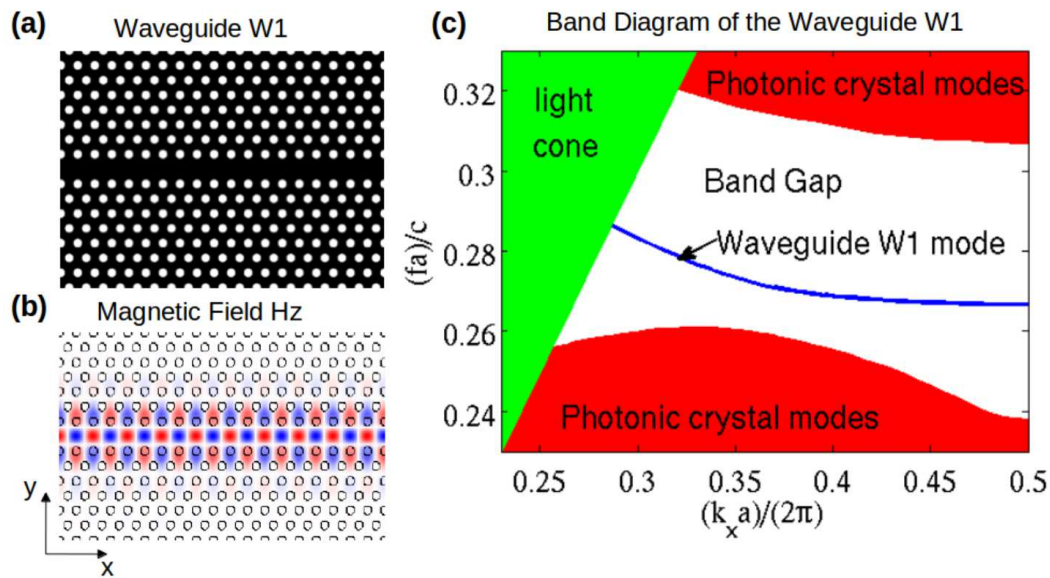 (a)
Waveguide W1
(b)
Magnetic Field Hz
y
x
(c)
Band Diagram of the Waveguide W1
(fa)/c
0.32
0.3
0.28
0.26
0.24
light
cone
Photonic crystal modes
Band Gap
Waveguide W1 mode
Photonic crystal modes
0.25 0.3 0.35 0.4 0.45 0.5
(kₓa)/(2π)